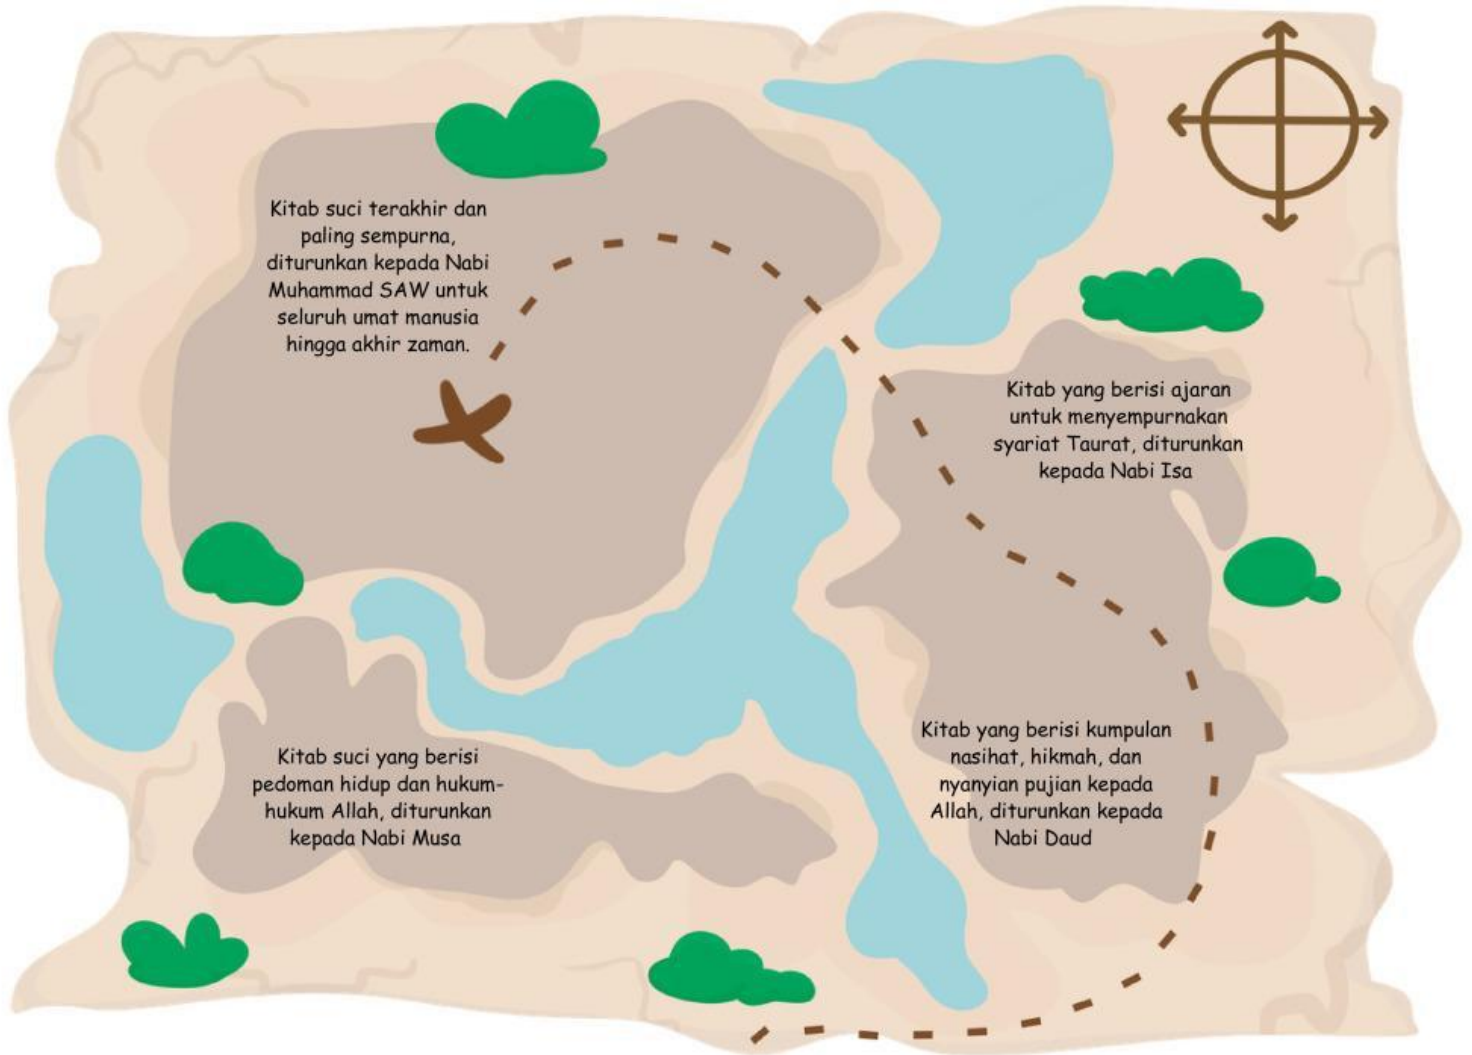 Kitab suci terakhir dan
paling sempurna,
diturunkan kepada Nabi
Muhammad SAW untuk
seluruh umat manusia
hingga akhir zaman.
Kitab yang berisi ajaran
untuk menyempurnakan
syariat Taurat, diturunkan
kepada Nabi Isa
Kitab suci yang berisi
pedoman hidup dan hukum-
hukum Allah, diturunkan
kepada Nabi Musa
Kitab yang berisi kumpulan
nasihat, hikmah, dan
nyanyian pujian kepada
Allah, diturunkan kepada
Nabi Daud